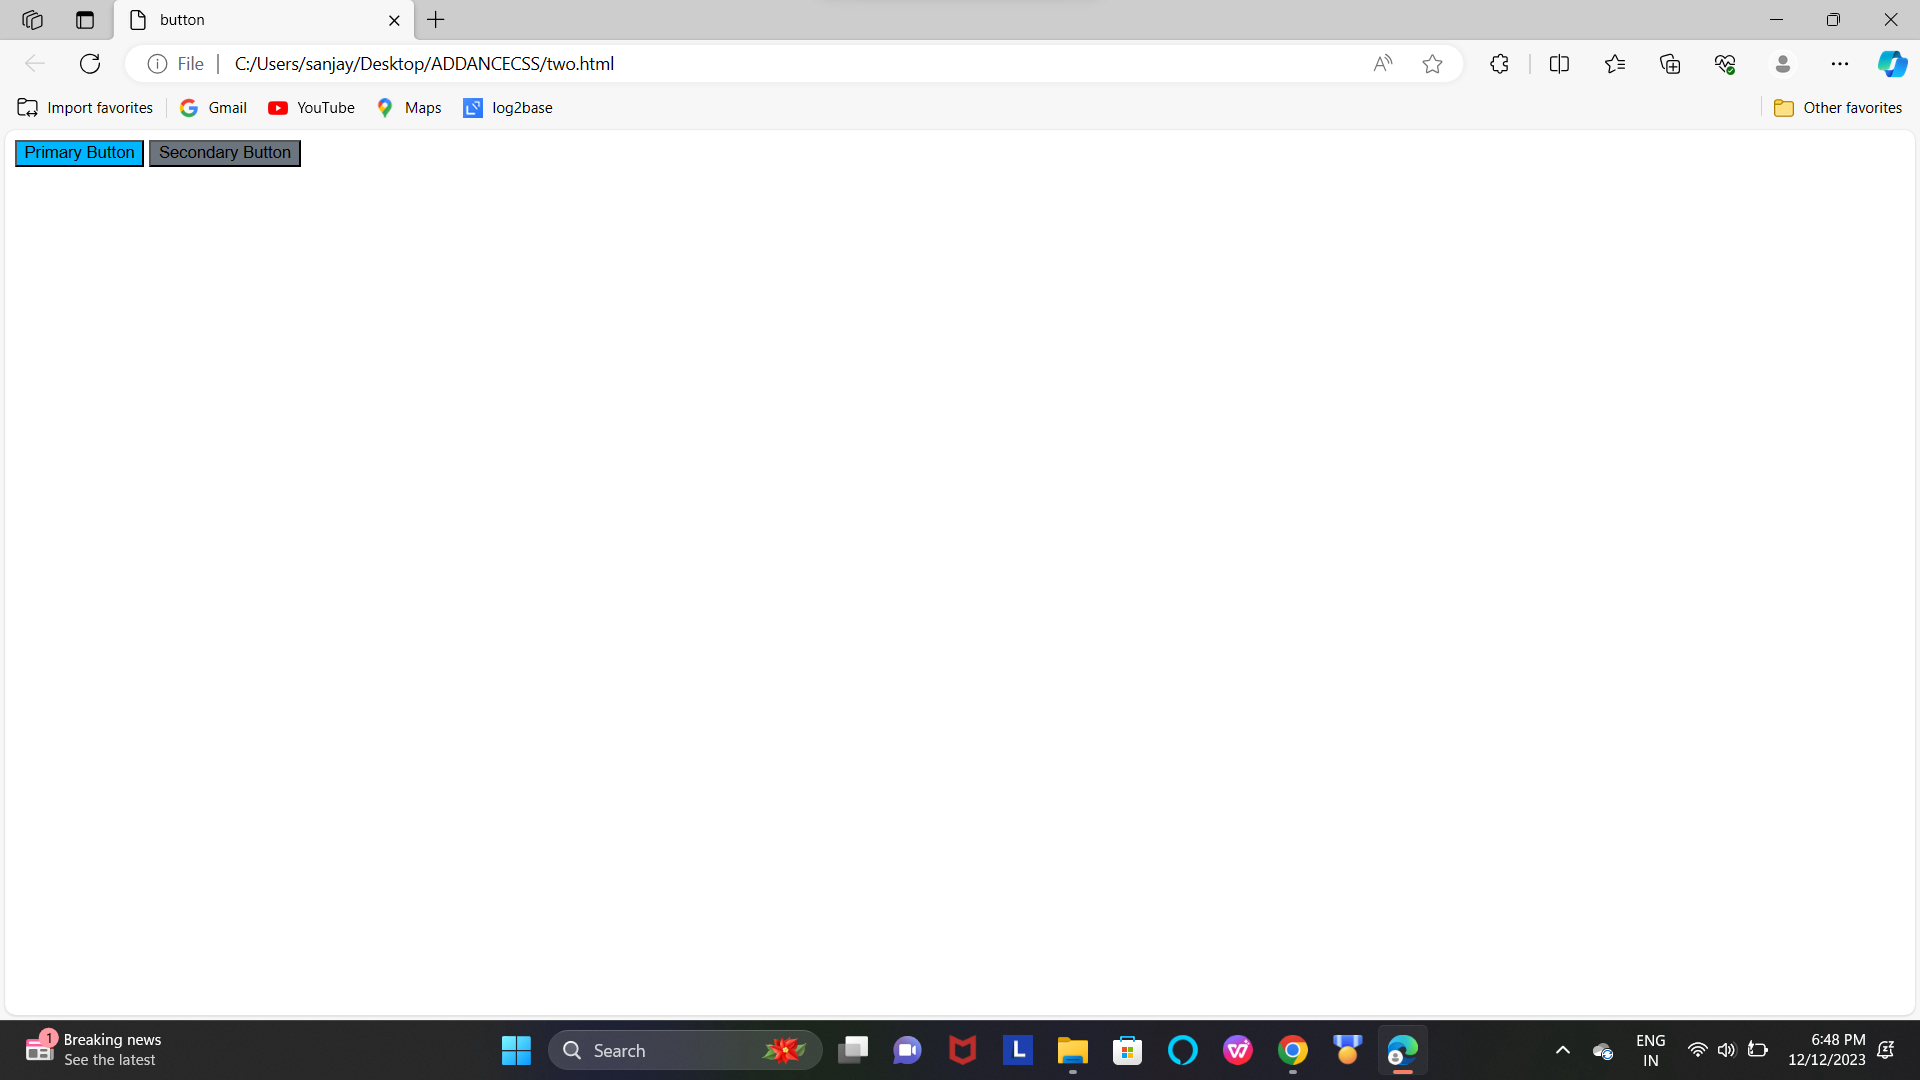 button
File
C:/Users/sanjay/Desktop/ADDANCECSS/two.html
Import favorites
Gmail
YouTube
Maps
log2base
Other favorites
Primary Button
Secondary Button
1
Breaking news
See the latest
Search
L
ENG
IN
6:48 PM
12/12/2023